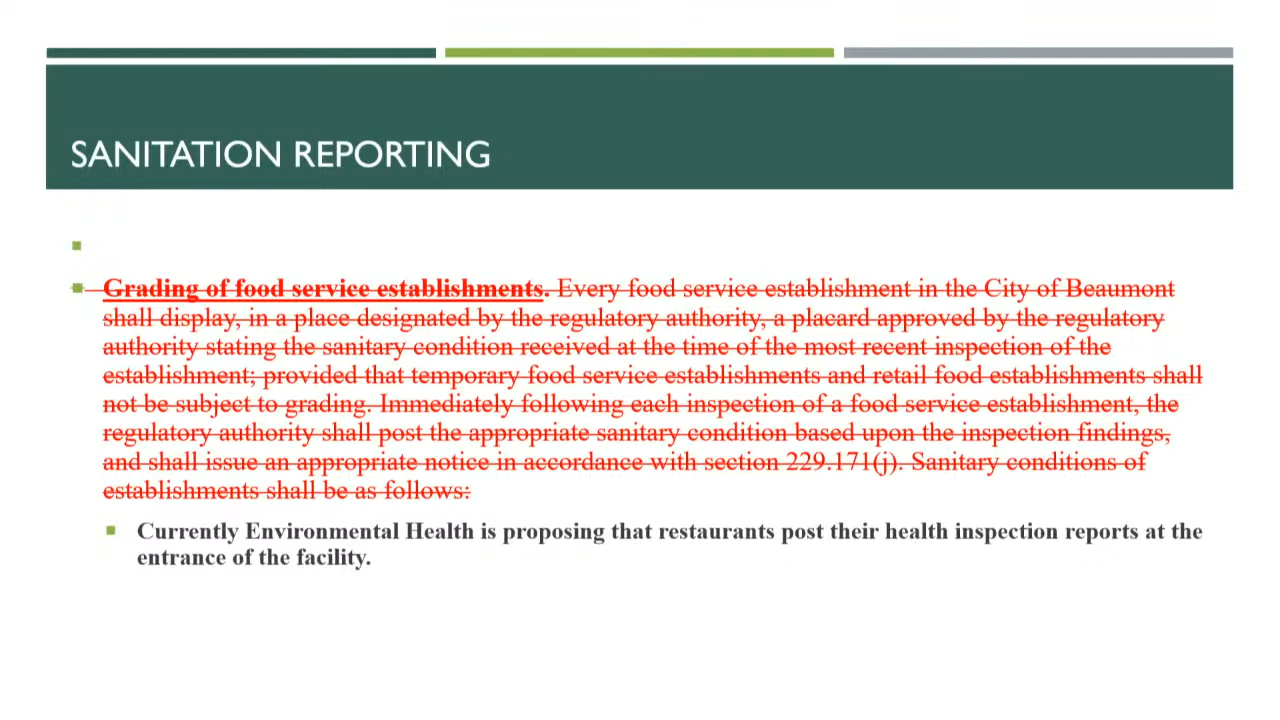 SANITATION REPORTING
Grading of food service establishments. Every food service establishment in the City of Beaumont
shall display, in a place designated by the regulatory authority, a placard approved by the regulatory
authority stating the sanitary condition received at the time of the most recent inspection of the
establishment; provided that temporary food service establishments and retail food establishments shall
not be subject to grading. Immediately following each inspection of a food service establishment, the
regulatory authority shall post the appropriate sanitary condition based upon the inspection findings,
and shall issue an appropriate notice in accordance with section 229.171(j). Sanitary conditions of
establishments shall be as follows:
Currently Environmental Health is proposing that restaurants post their health inspection reports at the
entrance of the facility.